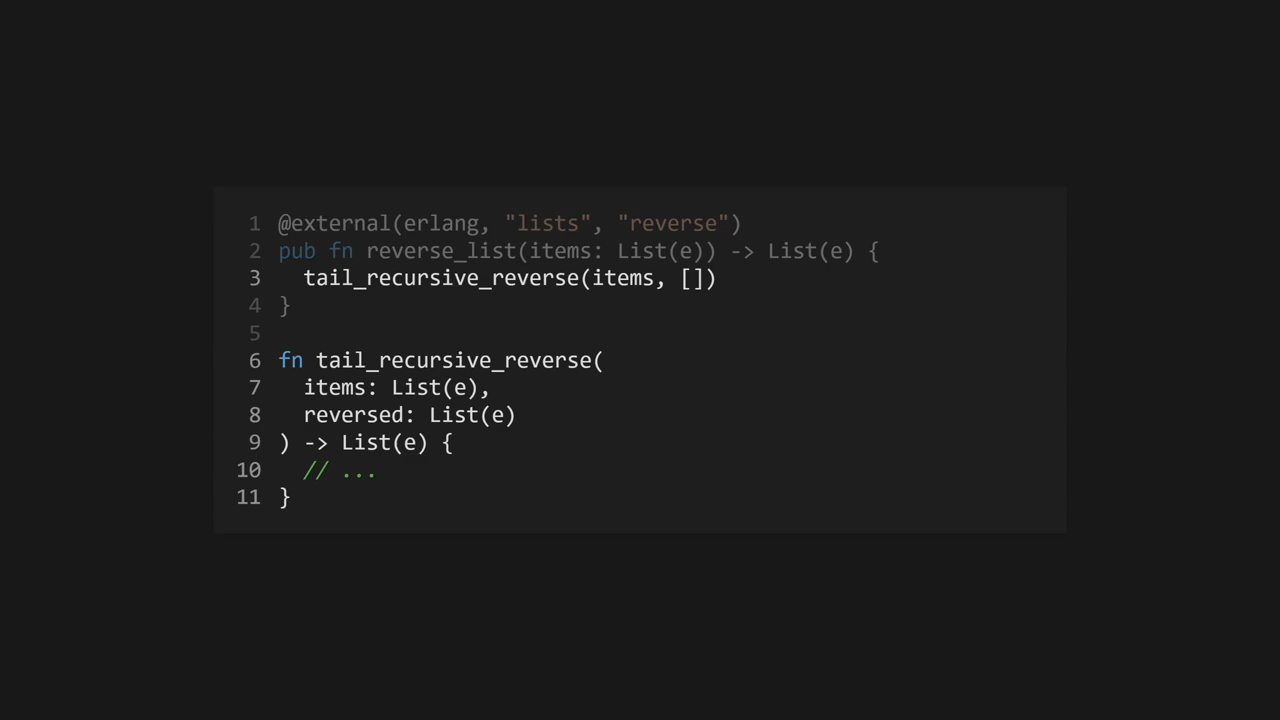 1 @external(erlang, "lists", "reverse")
2 pub fn reverse_list(items: List(e)) -> List(e) {
3   tail_recursive_reverse(items, [])
4 }
5
6 fn tail_recursive_reverse(
7   items: List(e),
8   reversed: List(e)
9 ) -> List(e) {
10   // ...
11 }